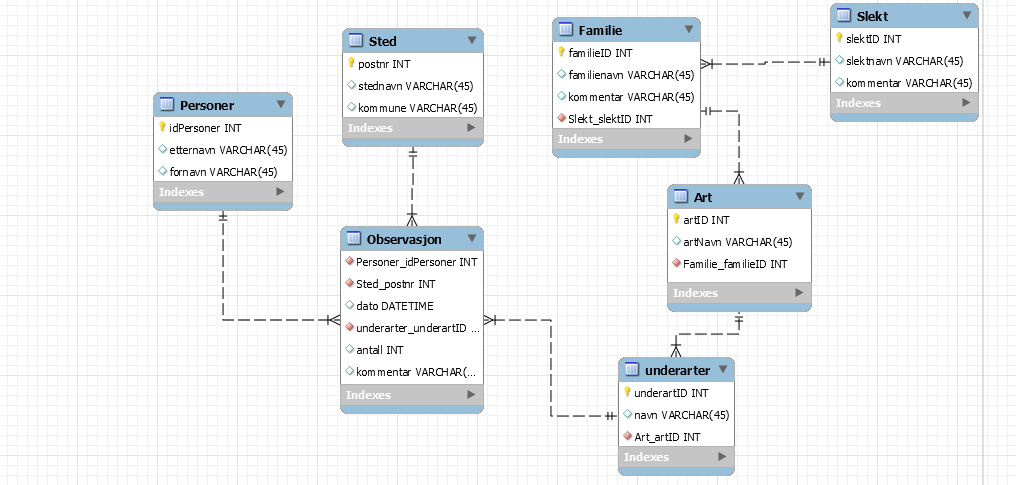 Personer
idPersoner INT
etternavn VARCHAR(45)
fornavn VARCHAR(45)
Indexes
Sted
postnr INT
stednavn VARCHAR(45)
kommune VARCHAR(45)
Indexes
Observasjon
Personer_idPersoner INT
Sted_postnr INT
dato DATETIME
underarter_underartID ...
antall INT
kommentar VARCHAR(...
Indexes
Familie
familieID INT
familienavn VARCHAR(45)
kommentar VARCHAR(45)
Slekt_slektID INT
Indexes
Slekt
slektID INT
slektnavn VARCHAR(45)
kommentar VARCHAR(45)
Indexes
Art
artID INT
artNavn VARCHAR(45)
Familie_familieID INT
Indexes
underarter
underartID INT
navn VARCHAR(45)
Art_artID INT
Indexes